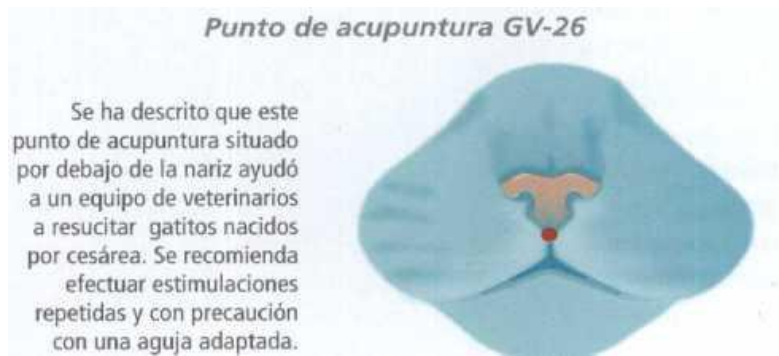 Punto de acupuntura GV-26
Se ha descrito que este
punto de acupuntura situado
por debajo de la nariz ayudó
a un equipo de veterinarios
a resucitar gatitos nacidos
por cesárea. Se recomienda
efectuar estimulaciones
repetidas y con precaución
con una aguja adaptada.